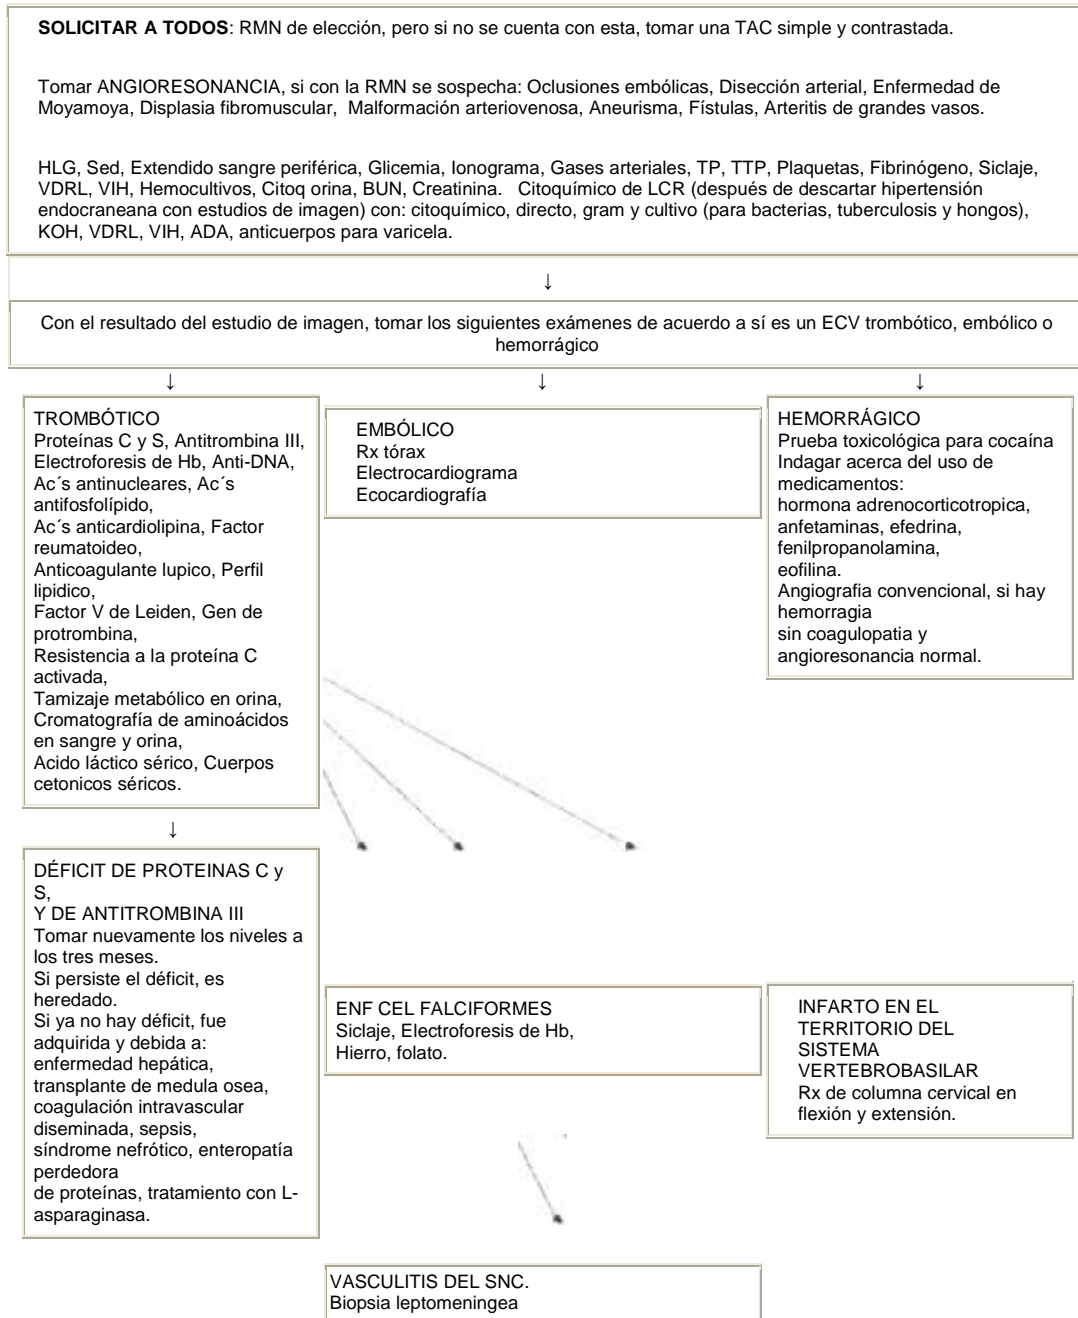 SOLICITAR A TODOS: RMN de elección, pero si no se cuenta con esta, tomar una TAC simple y contrastada.
Tomar ANGIORESONANCIA, si con la RMN se sospecha: Oclusiones embólicas, Disección arterial, Enfermedad de
Moyamoya, Displasia fibromuscular, Malformación arteriovenosa, Aneurisma, Fístulas, Arteritis de grandes vasos.
HLG, Sed, Extendido sangre periférica, Glicemia, Ionograma, Gases arteriales, TP, TTP, Plaquetas, Fibrinógeno, Siclaje,
VDRL, VIH, Hemocultivos, Citoq orina, BUN, Creatinina. Citoquímico de LCR (después de descartar hipertensión
endocraneana con estudios de imagen) con: citoquímico, directo, gram y cultivo (para bacterias, tuberculosis y hongos),
KOH, VDRL, VIH, ADA, anticuerpos para varicela.
↓
Con el resultado del estudio de imagen, tomar los siguientes exámenes de acuerdo a sí es un ECV trombótico, embólico o
hemorrágico
↓ ↓ ↓
TROMBÓTICO
Proteínas C y S, Antitrombina III,
Electroforesis de Hb, Anti-DNA,
Ac´s antinucleares, Ac´s
antifosfolípido,
Ac´s anticardiolipina, Factor
reumatoideo,
Anticoagulante lupico, Perfil
lipidico,
Factor V de Leiden, Gen de
protrombina,
Resistencia a la proteína C
activada,
Tamizaje metabólico en orina,
Cromatografía de aminoácidos
en sangre y orina,
Acido láctico sérico, Cuerpos
cetonicos séricos.
EMBÓLICO
Rx tórax
Electrocardiograma
Ecocardiografía
HEMORRÁGICO
Prueba toxicológica para cocaína
Indagar acerca del uso de
medicamentos:
hormona adrenocorticotropica,
anfetaminas, efedrina,
fenilpropanolamina,
eofilina.
Angiografia convencional, si hay
hemorragia
sin coagulopatia y
angioresonancia normal.
↓
DÉFICIT DE PROTEINAS C y
S,
Y DE ANTITROMBINA III
Tomar nuevamente los niveles a
los tres meses.
Si persiste el déficit, es
heredado.
Si ya no hay déficit, fue
adquirida y debida a:
enfermedad hepática,
transplante de medula osea,
coagulación intravascular
diseminada, sepsis,
síndrome nefrótico, enteropatía
perdedora
de proteínas, tratamiento con L-
asparaginasa.
ENF CEL FALCIFORMES
Siclaje, Electroforesis de Hb,
Hierro, folato.
INFARTO EN EL
TERRITORIO DEL
SISTEMA
VERTEBROBASILAR
Rx de columna cervical en
flexión y extensión.
VASCULITIS DEL SNC.
Biopsia leptomeningea